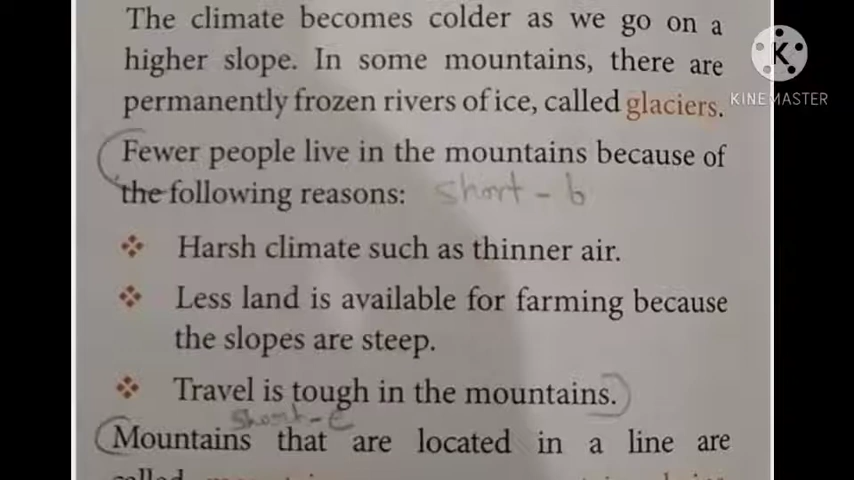 The climate becomes colder as we go on a
higher slope. In some mountains, there are
permanently frozen rivers of ice, called glaciers.
K
KINEMASTER
Fewer people live in the mountains because of
the following reasons: short - b
Harsh climate such as thinner air.
Less land is available for farming because
the slopes are steep.
Travel is tough in the mountains.
short - c
Mountains that are located in a line are
called